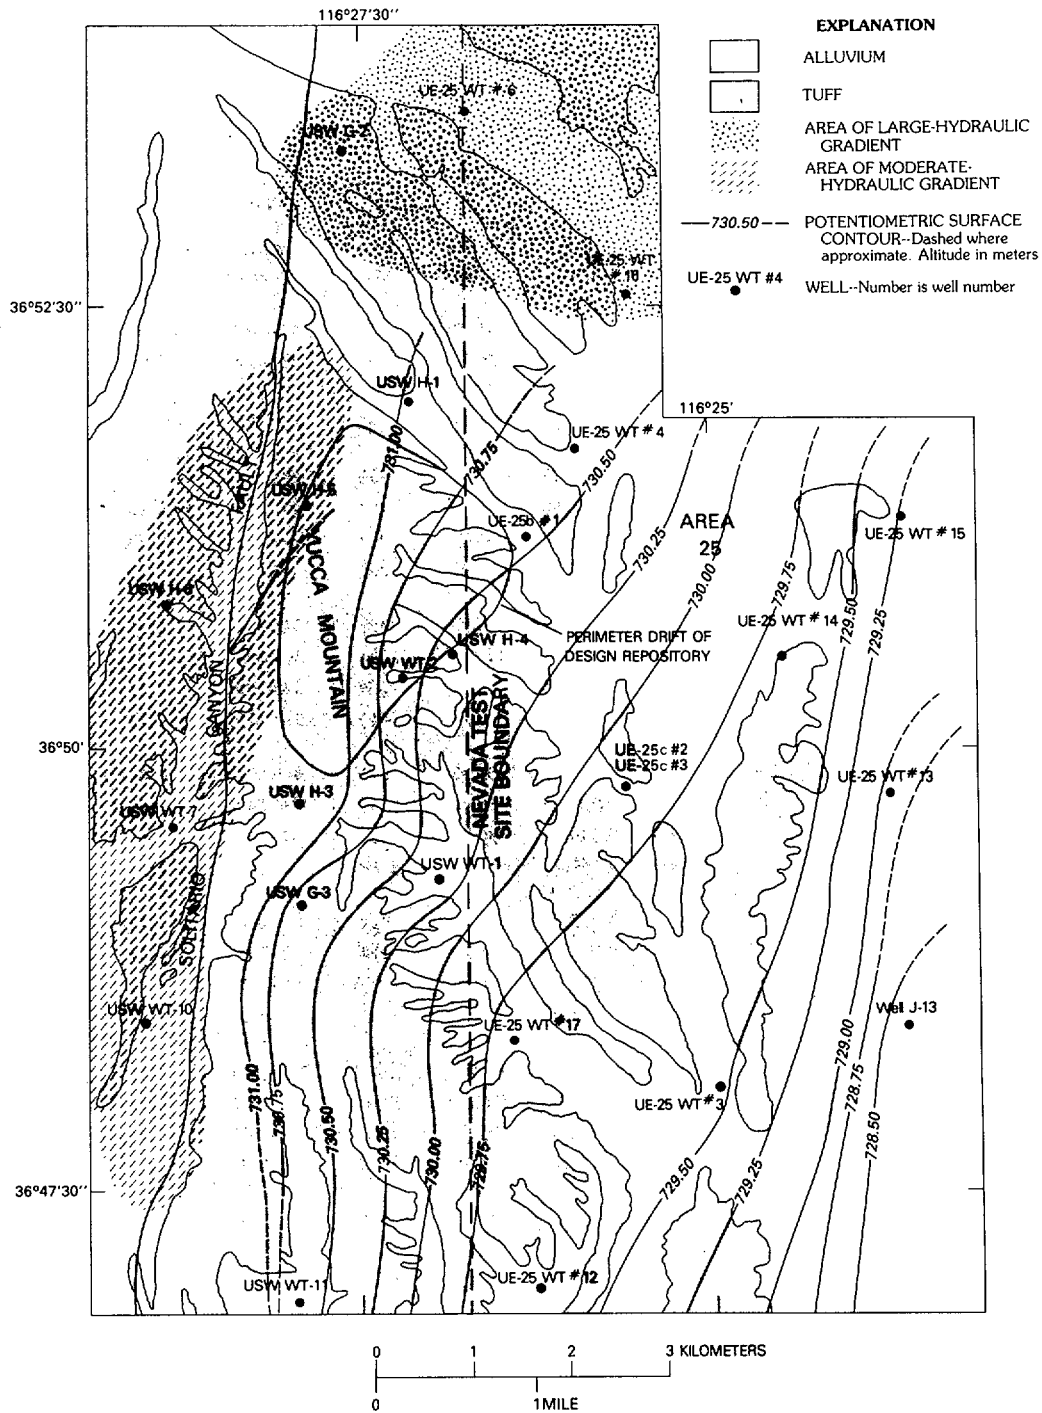 116°27'30"
EXPLANATION
ALLUVIUM
TUFF
AREA OF LARGE-HYDRAULIC
GRADIENT
AREA OF MODERATE-
HYDRAULIC GRADIENT
730.50
POTENTIOMETRIC SURFACE
CONTOUR--Dashed where
approximate. Altitude in meters
UE-25 WT #4
WELL--Number is well number
UE-25 WT #6
USW G-2
UE-25 WT
#18
36°52'30"
USW H-1
116°25'
UE-25 WT #4
731.00
730.75
730.50
FAULT
USW H-5
UE-25b #1
AREA
25
730.25
730.00
729.75
729.50
729.25
UE-25 WT #15
YUCCA MOUNTAIN
USW H-6
UE-25 WT #14
USW H-4
PERIMETER DRIFT OF
DESIGN REPOSITORY
USW WT-2
CANYON
NEVADA TEST
SITE BOUNDARY
36°50'
UE-25c #2
UE-25c #3
UE-25 WT #13
USW H-3
USW WT-7
USW WT-1
USW G-3
SOLITARIO
USW WT-10
UE-25 WT #17
Well J-13
731.00
730.75
730.50
730.25
730.00
729.75
UE-25 WT #3
729.00
728.75
728.50
729.50
729.25
36°47'30"
USW WT-11
UE-25 WT #12
0 1 2 3 KILOMETERS
0 1 MILE